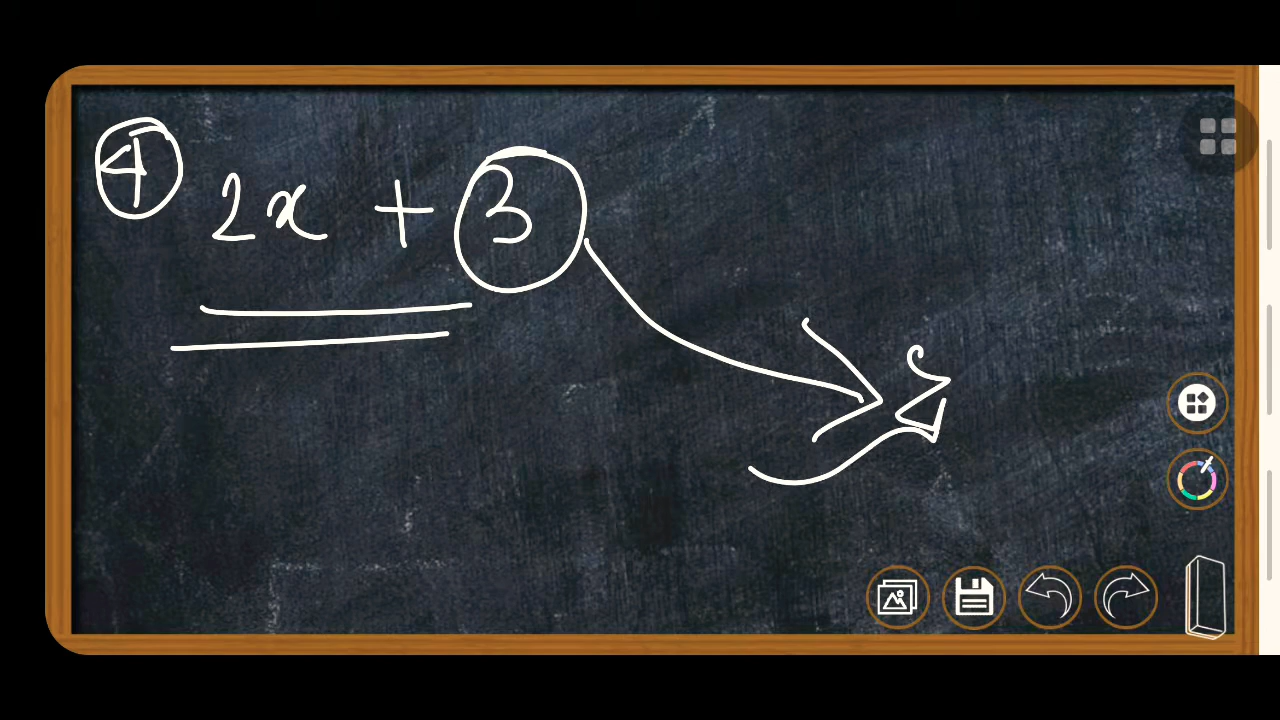 ④ 2x + 3